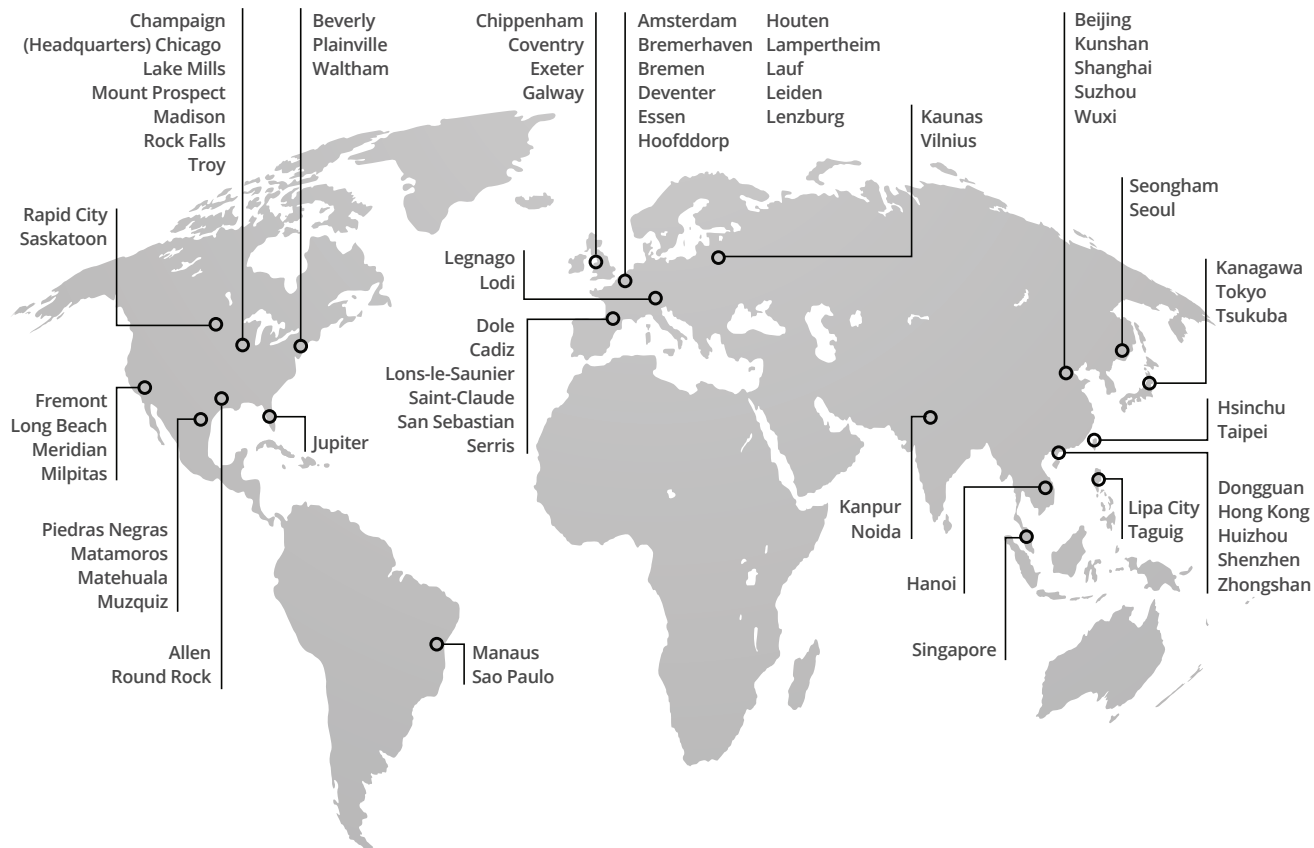 Champaign
(Headquarters) Chicago
Lake Mills
Mount Prospect
Madison
Rock Falls
Troy
Beverly
Plainville
Waltham
Chippenham
Coventry
Exeter
Galway
Amsterdam
Bremerhaven
Bremen
Deventer
Essen
Hoofddorp
Houten
Lampertheim
Lauf
Leiden
Lenzburg
Kaunas
Vilnius
Beijing
Kunshan
Shanghai
Suzhou
Wuxi
Seongham
Seoul
Rapid City
Saskatoon
Legnago
Lodi
Kanagawa
Tokyo
Tsukuba
Dole
Cadiz
Lons-le-Saunier
Saint-Claude
San Sebastian
Serris
Fremont
Long Beach
Meridian
Milpitas
Jupiter
Hsinchu
Taipei
Piedras Negras
Matamoros
Matehuala
Muzquiz
Kanpur
Noida
Lipa City
Taguig
Dongguan
Hong Kong
Huizhou
Shenzhen
Zhongshan
Hanoi
Allen
Round Rock
Manaus
Sao Paulo
Singapore